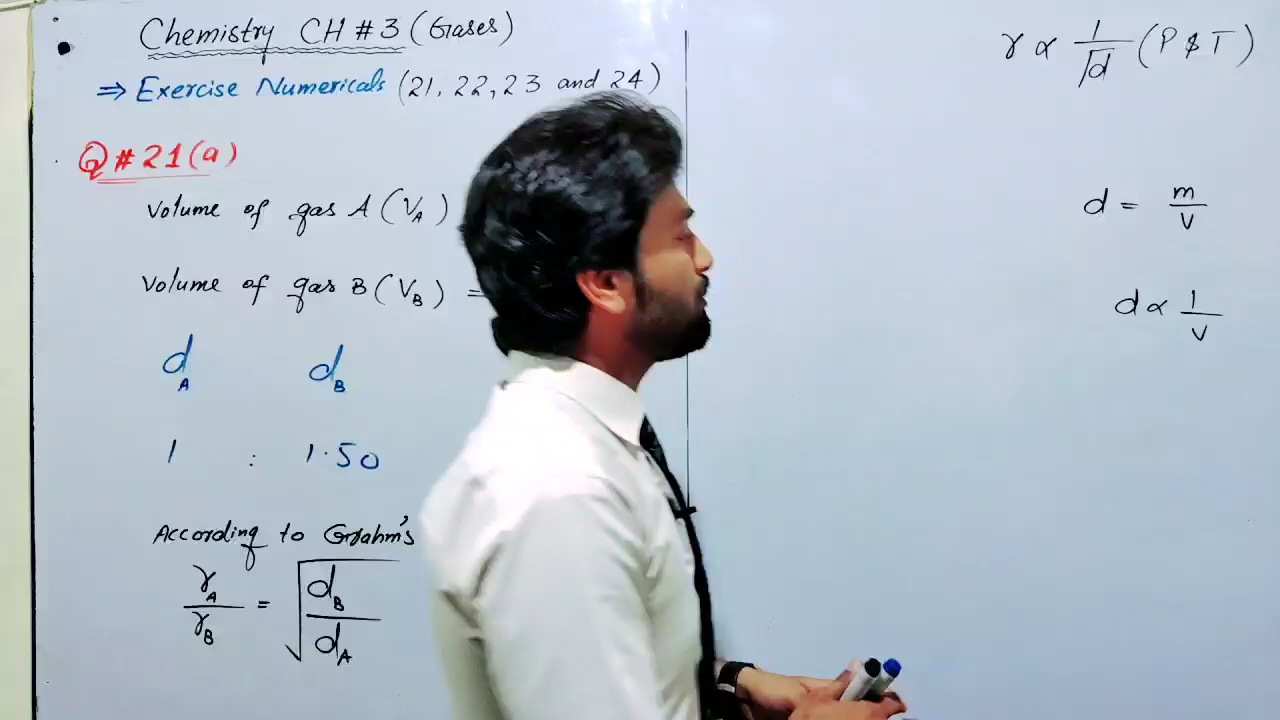 Chemistry CH # 3 (Gases)
⇒ Exercise Numericals (21, 22, 23 and 24)
Q # 21 (a)
Volume of gas A (V_A)
Volume of gas B (V_B) =
d_A d_B
1 : 1.50
According to Grahm's
r_A/r_B = √(d_B/d_A)
r ∝ 1/√d (P & T)
d = m/v
d ∝ 1/v